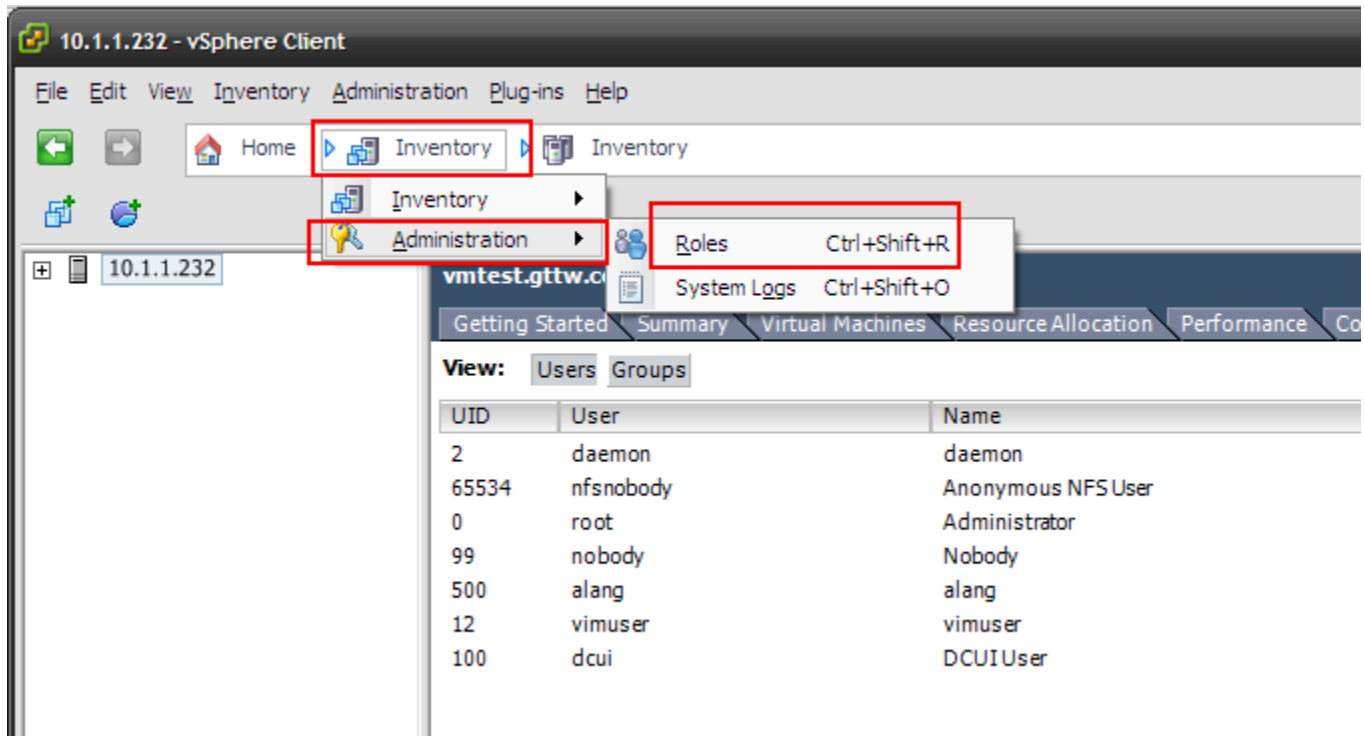 10.1.1.232 - vSphere Client
File Edit View Inventory Administration Plug-ins Help
Home Inventory Inventory
Inventory
Administration
Roles Ctrl+Shift+R
System Logs Ctrl+Shift+O
10.1.1.232
Getting Started Summary Virtual Machines Resource Allocation Performance
View: Users Groups
UID User Name
2 daemon daemon
65534 nfsnobody Anonymous NFS User
0 root Administrator
99 nobody Nobody
500 alang alang
12 vimuser vimuser
100 dcui DCUI User